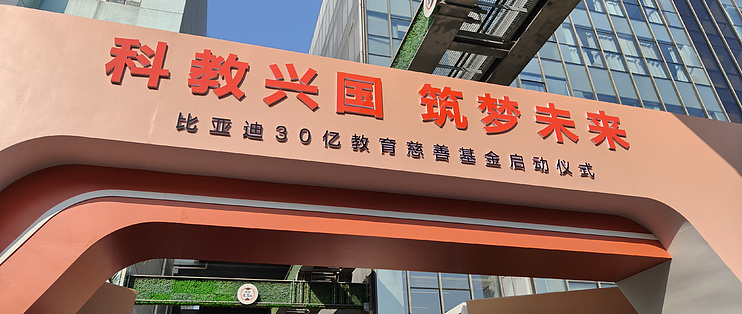 科教兴国 筑梦未来
比亚迪30亿教育慈善基金启动仪式